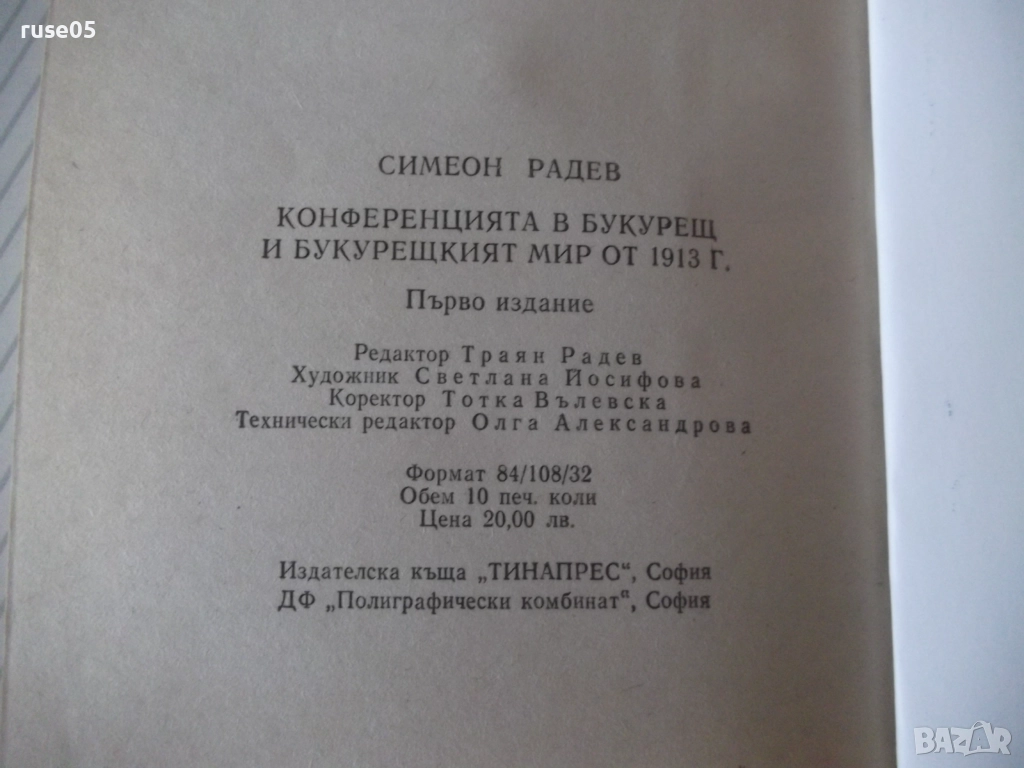 ruse05
СИМЕОН РАДЕВ
КОНФЕРЕНЦИЯТА В БУКУРЕЩ
И БУКУРЕЩКИЯТ МИР ОТ 1913 Г.
Първо издание
Редактор Траян Радев
Художник Светлана Йосифова
Коректор Тотка Вълевска
Технически редактор Олга Александрова
Формат 84/108/32
Обем 10 печ. коли
Цена 20,00 лв.
Издателска къща „ТИНАПРЕС“, София
ДФ „Полиграфически комбинат“, София
BAZAR